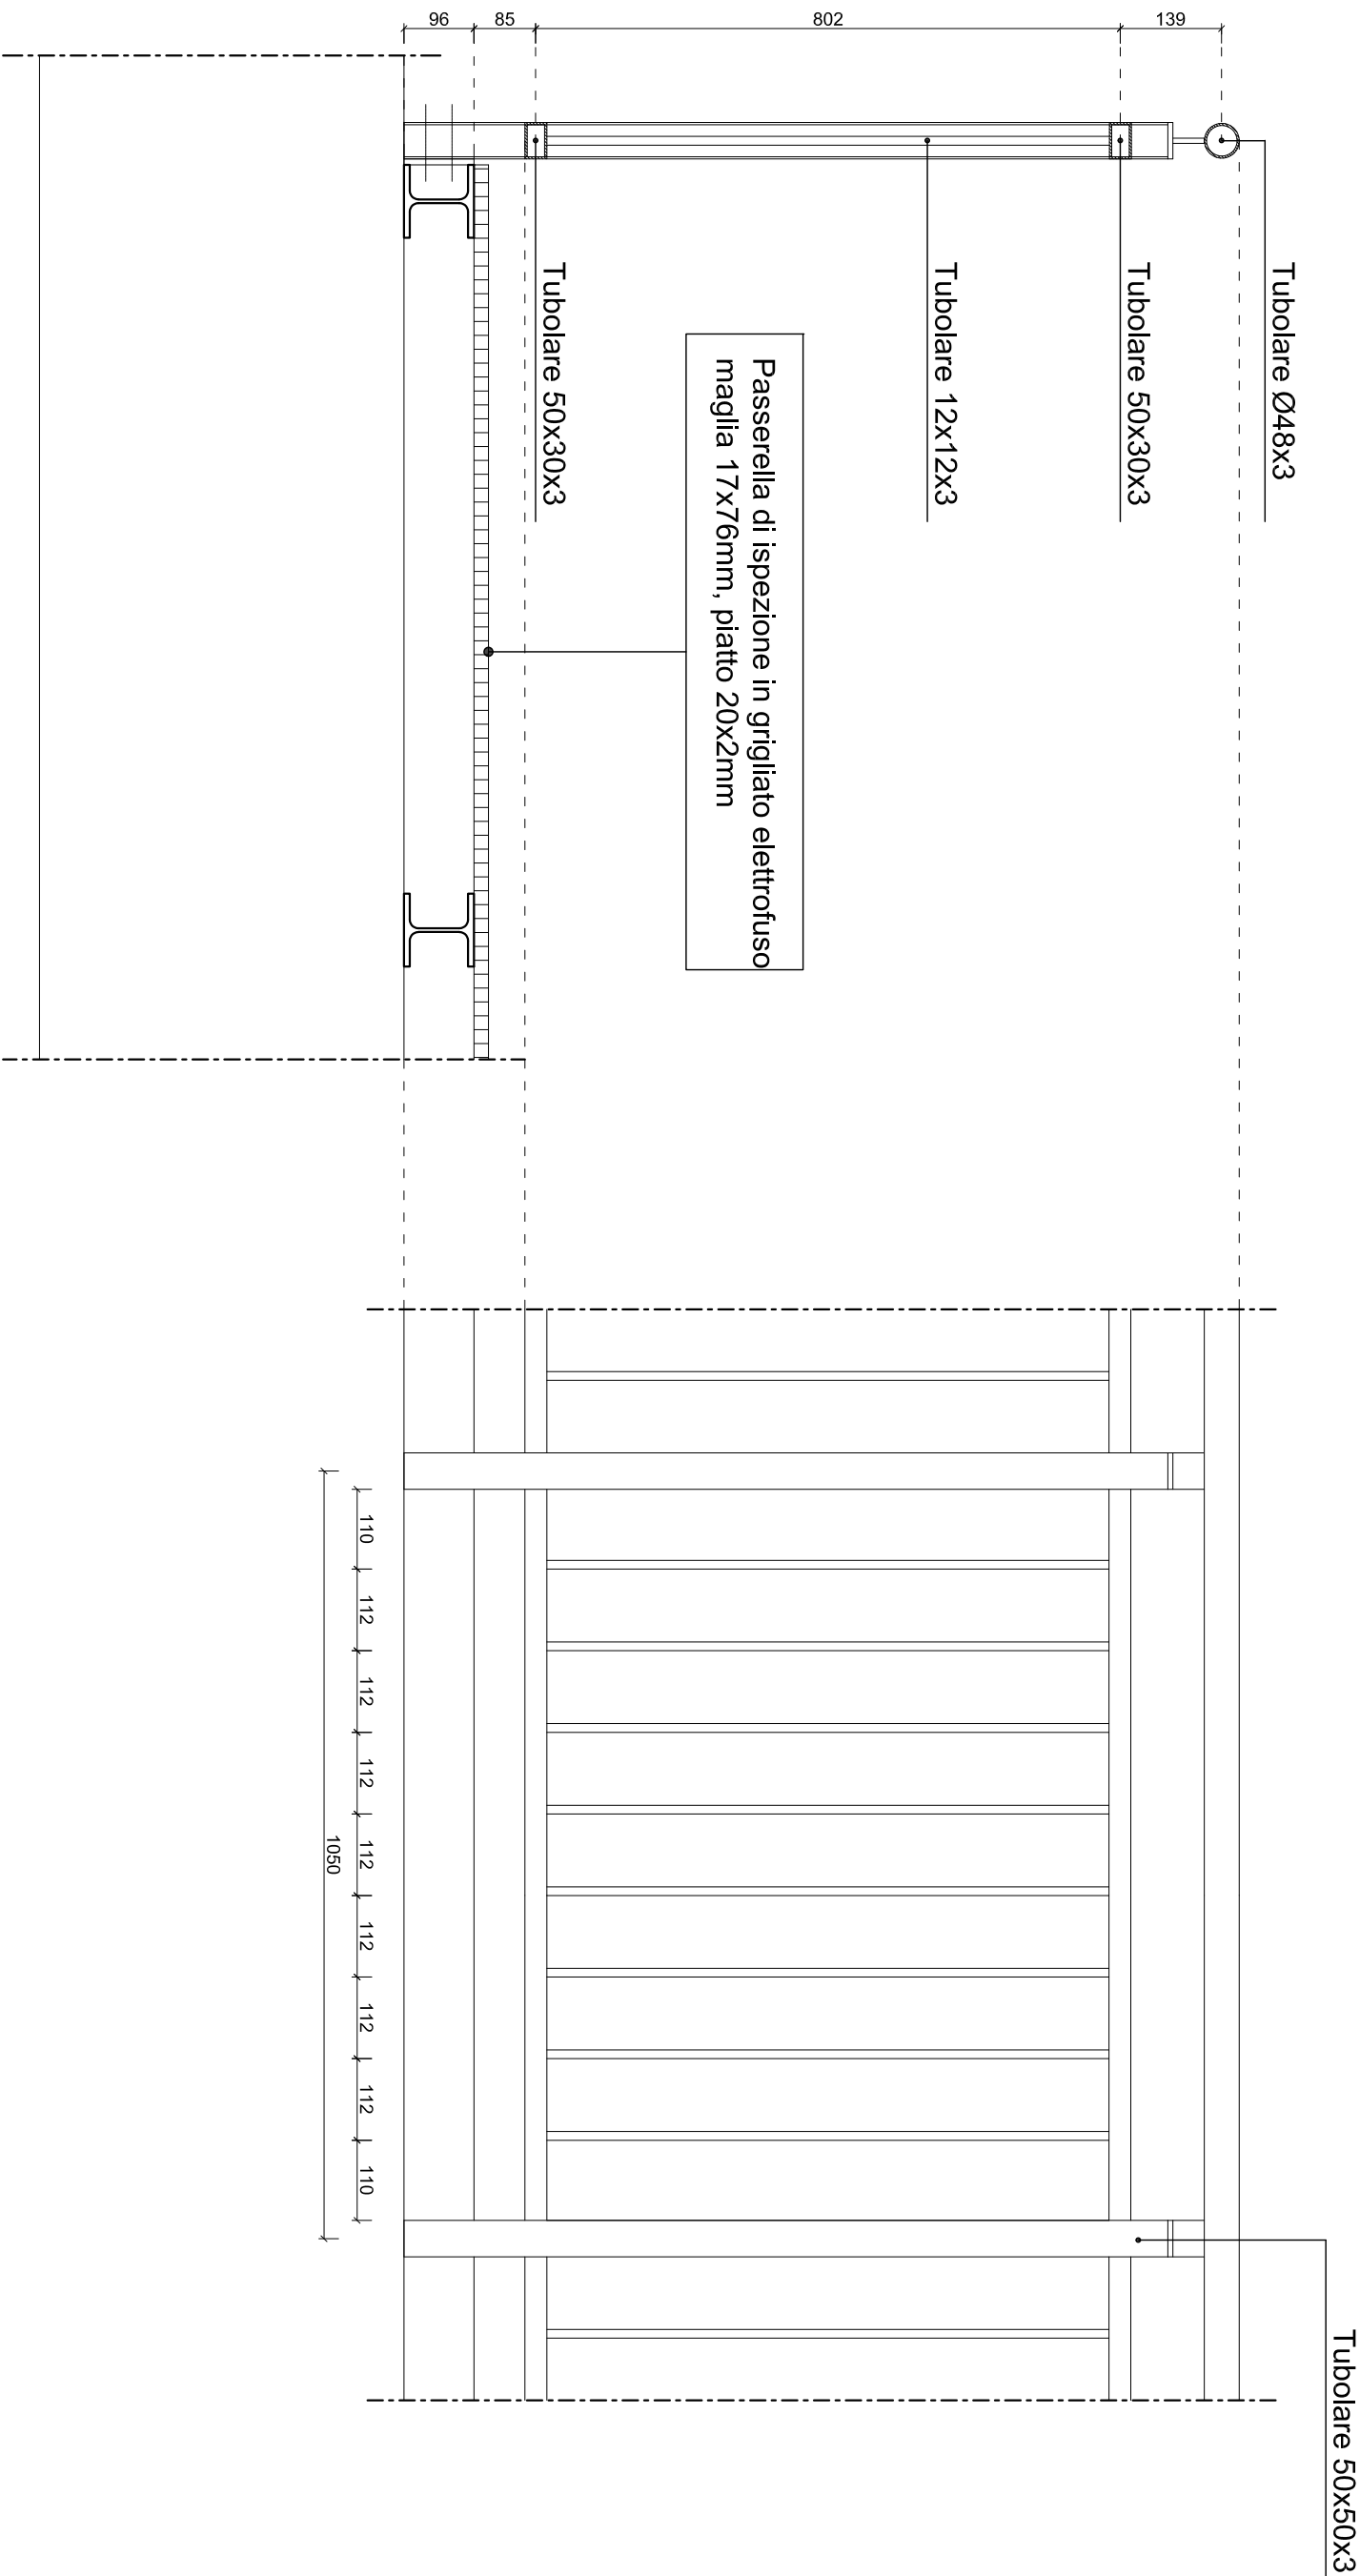 139
802
85
96
Tubolare Ø48x3
Tubolare 50x30x3
Tubolare 12x12x3
Passerella di ispezione in grigliato elettrofuso
maglia 17x76mm, piatto 20x2mm
Tubolare 50x30x3
Tubolare 50x50x3
110
112
112
112
112
112
112
112
110
1050